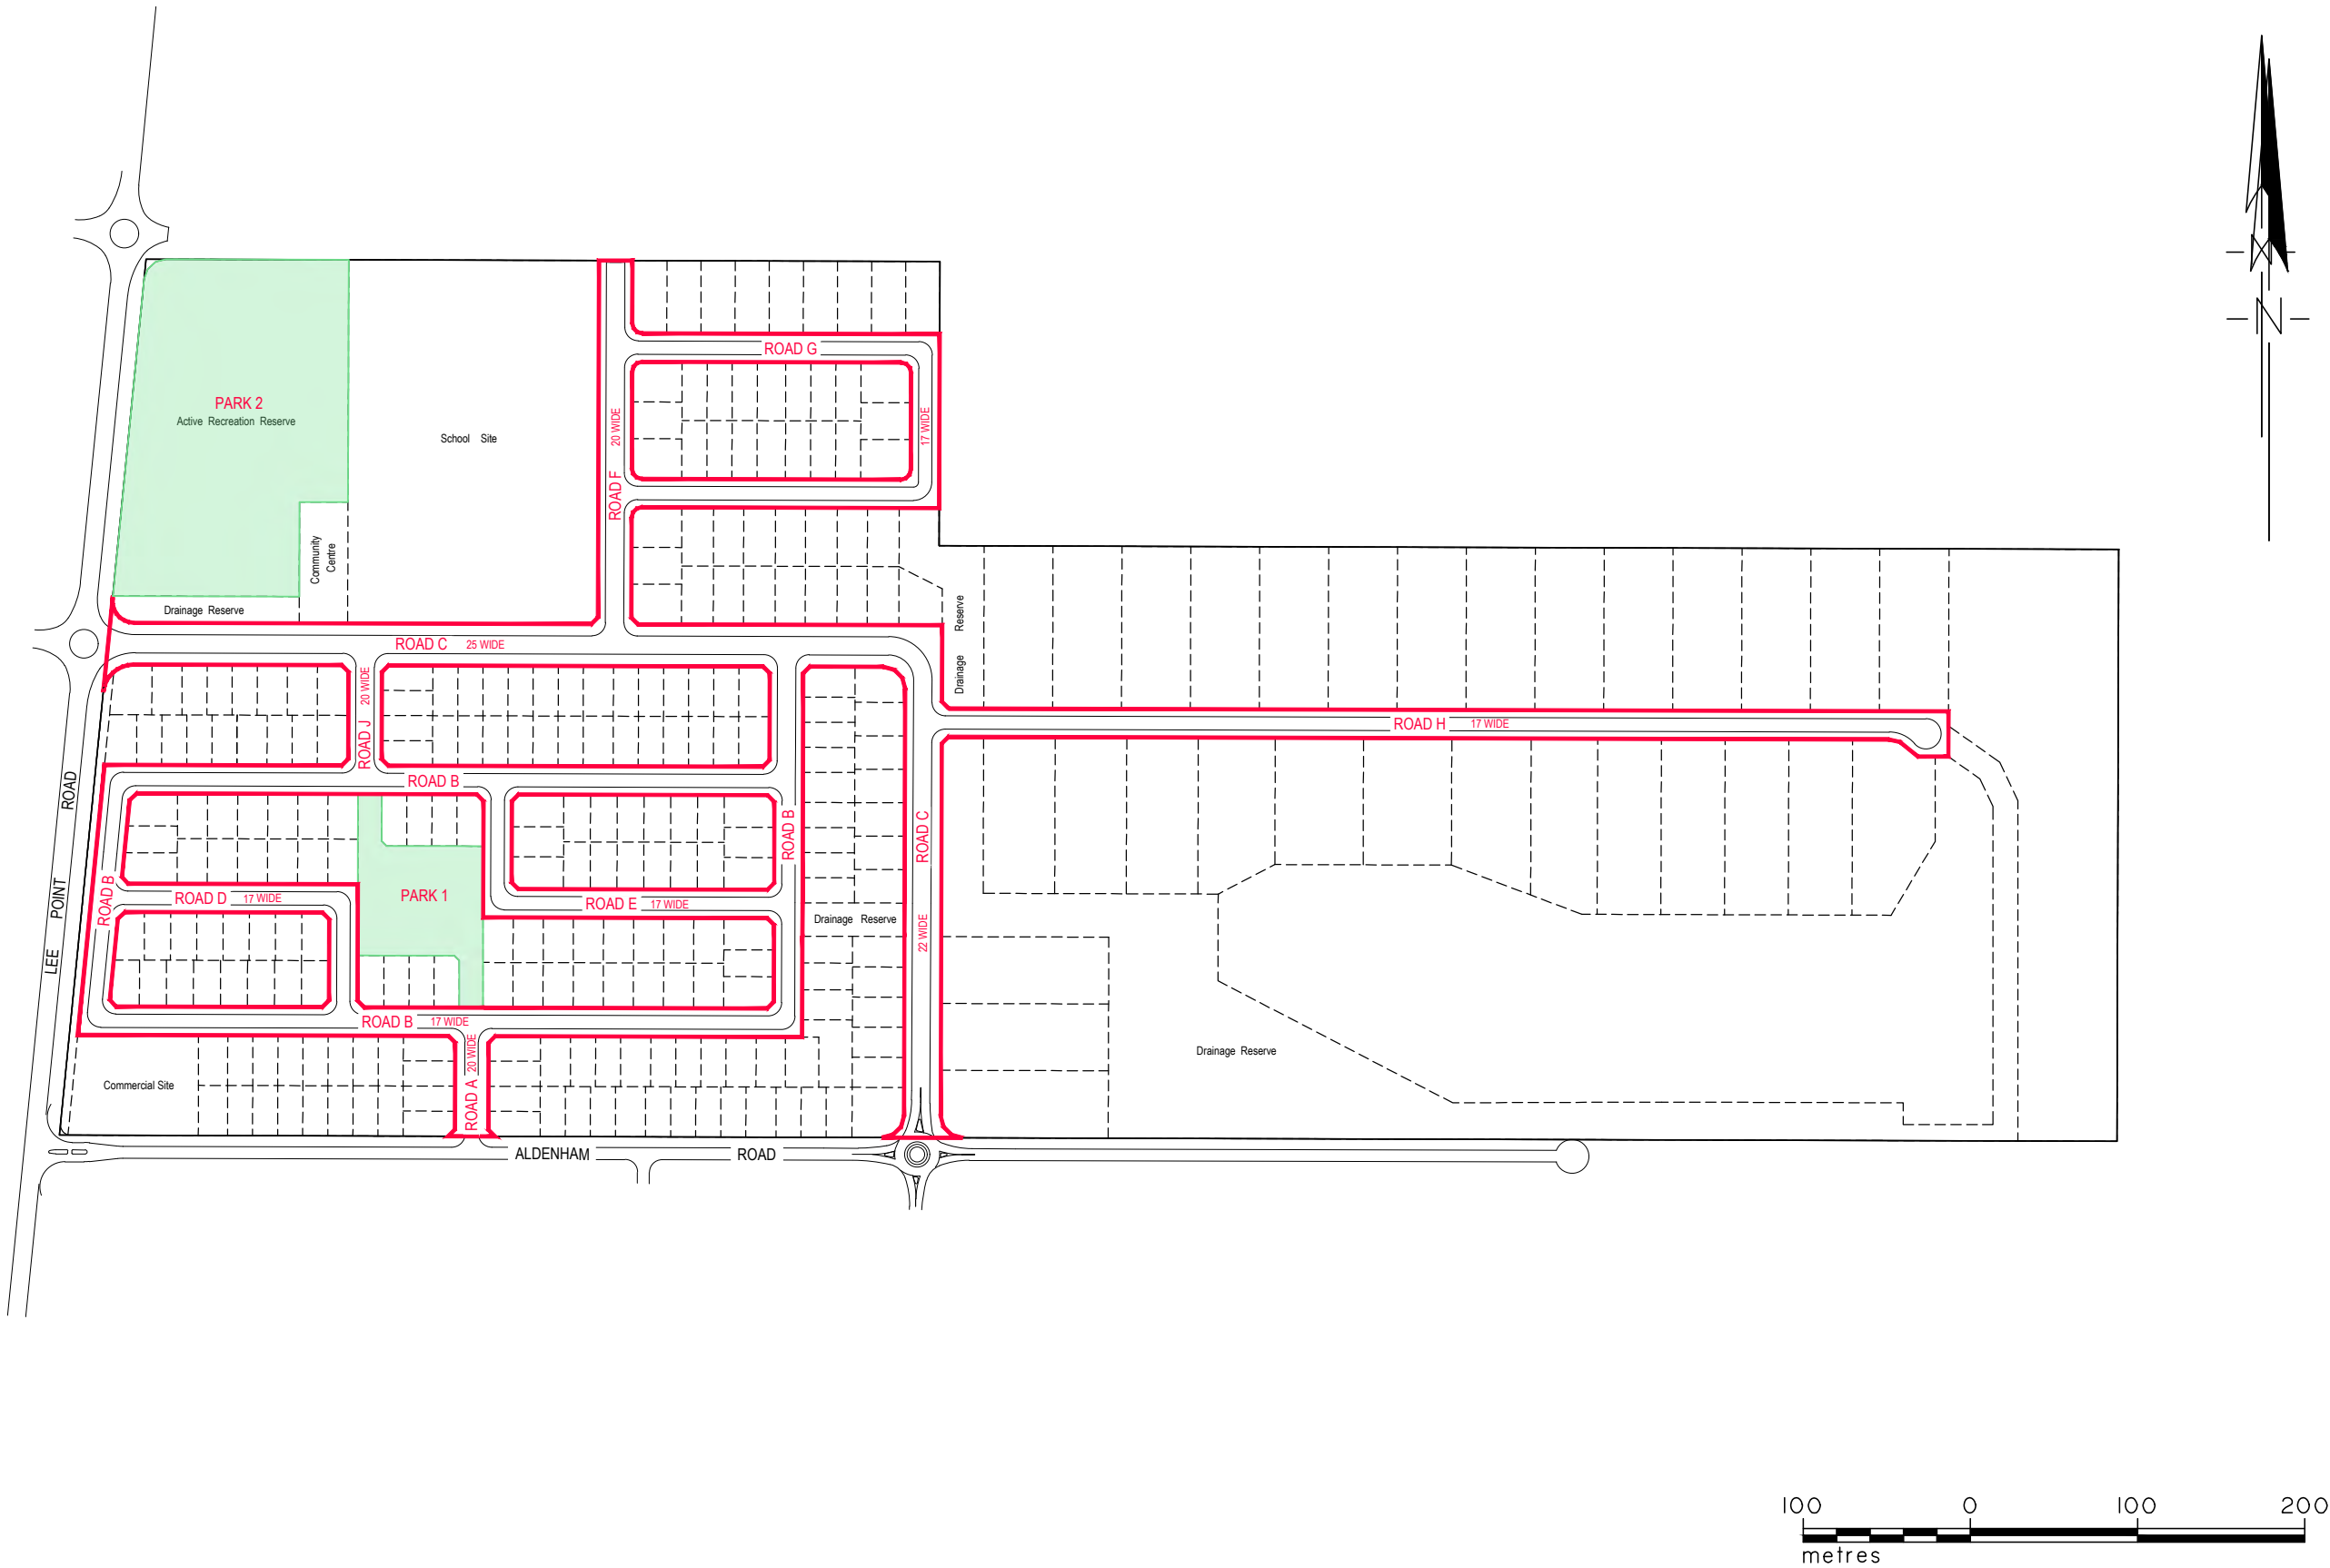 N
N
ROAD G
PARK 2
Active Recreation Reserve
School Site
20 WIDE
ROAD F
17 WIDE
Community
Centre
Drainage Reserve
Drainage Reserve
ROAD C 25 WIDE
ROAD J 20 WIDE
ROAD H 17 WIDE
ROAD B
ROAD B
ROAD C
22 WIDE
LEE POINT ROAD
ROAD B
PARK 1
ROAD D 17 WIDE
ROAD E 17 WIDE
Drainage Reserve
ROAD B 17 WIDE
ROAD A 20 WIDE
Drainage Reserve
Commercial Site
ALDENHAM ROAD
100 0 100 200
metres